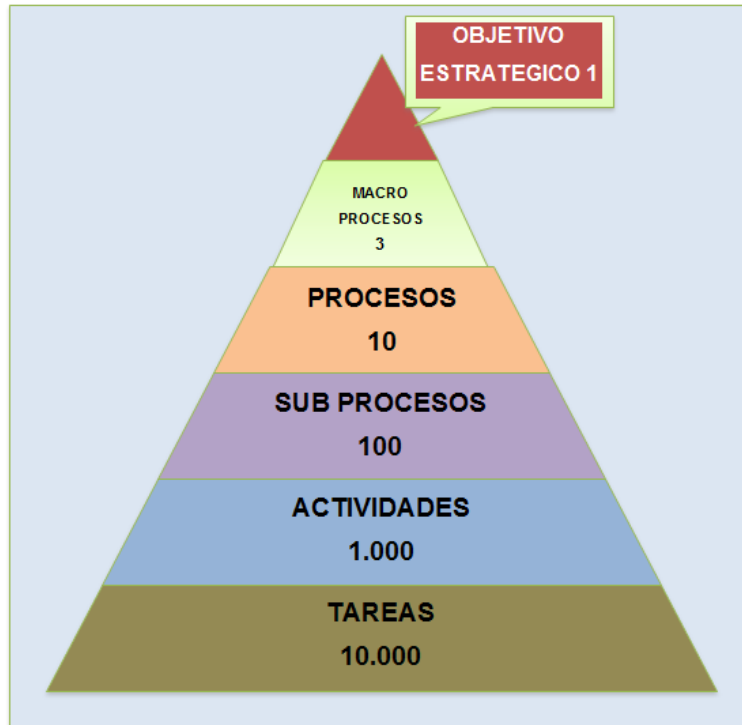 OBJETIVO
ESTRATEGICO 1
MACRO
PROCESOS
3
PROCESOS
10
SUB PROCESOS
100
ACTIVIDADES
1.000
TAREAS
10.000